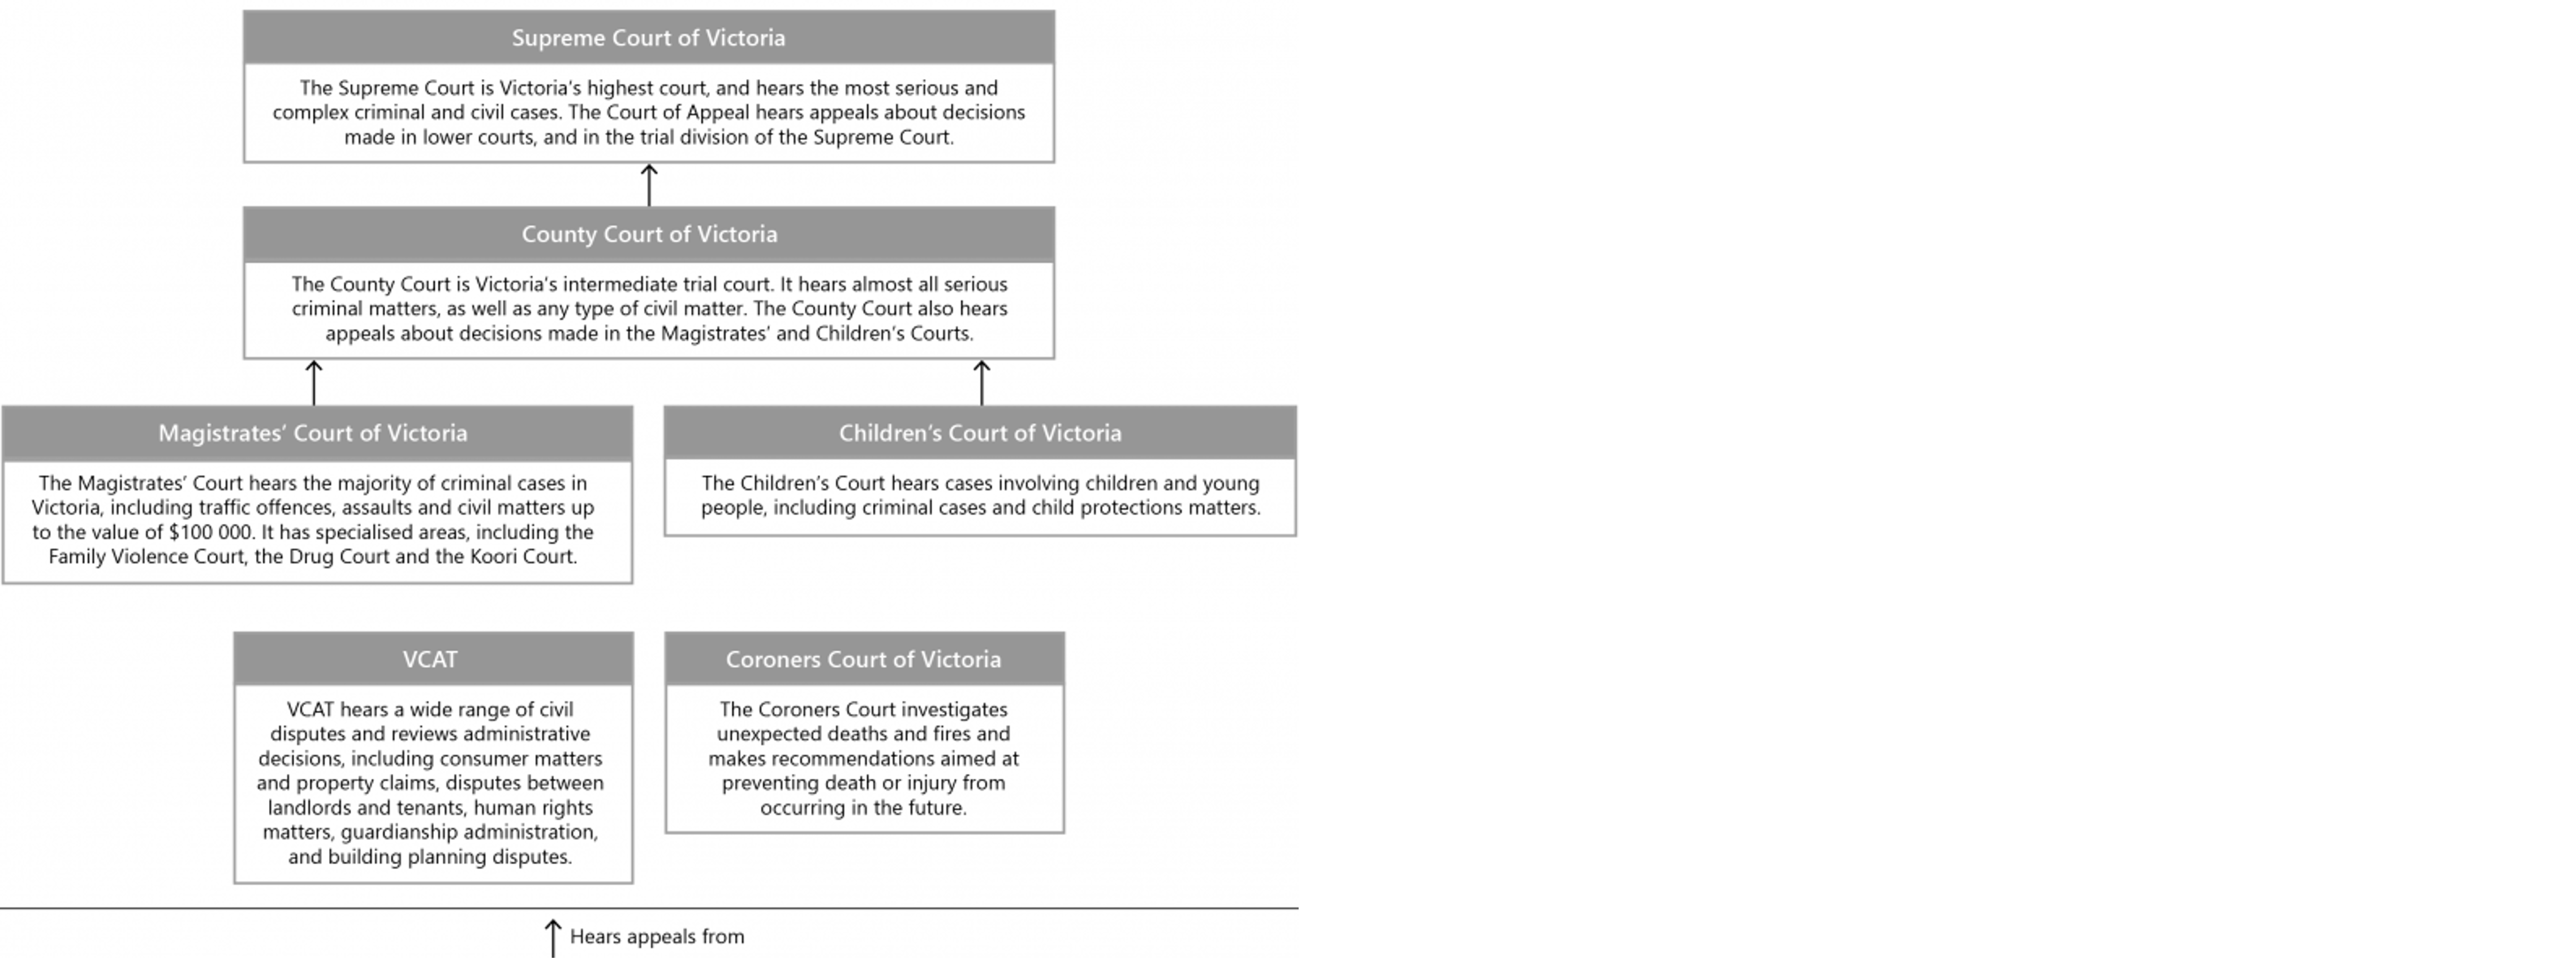 Supreme Court of Victoria
The Supreme Court is Victoria's highest court, and hears the most serious and
complex criminal and civil cases. The Court of Appeal hears appeals about decisions
made in lower courts, and in the trial division of the Supreme Court.
County Court of Victoria
The County Court is Victoria's intermediate trial court. It hears almost all serious
criminal matters, as well as any type of civil matter. The County Court also hears
appeals about decisions made in the Magistrates' and Children's Courts.
Magistrates' Court of Victoria
The Magistrates' Court hears the majority of criminal cases in
Victoria, including traffic offences, assaults and civil matters up
to the value of $100 000. It has specialised areas, including the
Family Violence Court, the Drug Court and the Koori Court.
Children's Court of Victoria
The Children's Court hears cases involving children and young
people, including criminal cases and child protections matters.
VCAT
VCAT hears a wide range of civil
disputes and reviews administrative
decisions, including consumer matters
and property claims, disputes between
landlords and tenants, human rights
matters, guardianship administration,
and building planning disputes.
Coroners Court of Victoria
The Coroners Court investigates
unexpected deaths and fires and
makes recommendations aimed at
preventing death or injury from
occurring in the future.
Hears appeals from